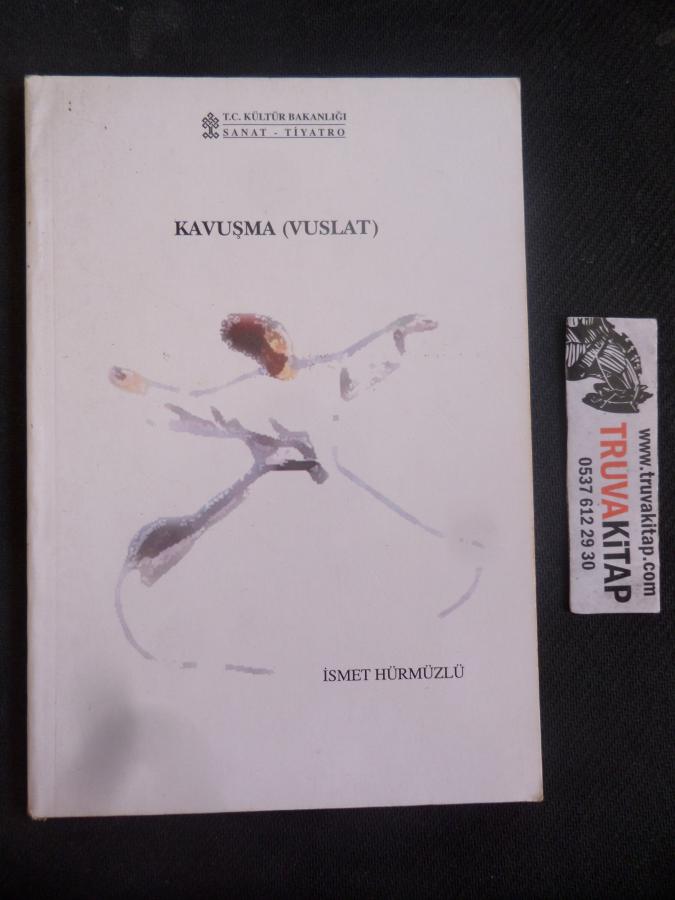 T.C. KÜLTÜR BAKANLIĞI
SANAT - TİYATRO
KAVUŞMA (VUSLAT)
İSMET HÜRMÜZLÜ
www.truvakitap.com
TRUVAKiTAP
0537 612 29 30